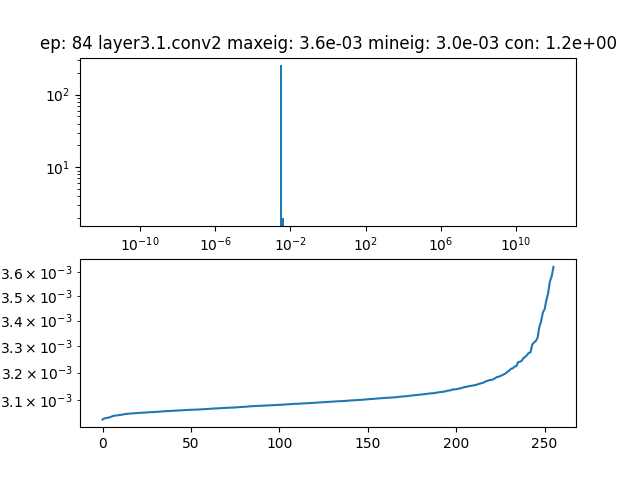 ep: 84 layer3.1.conv2 maxeig: 3.6e-03 mineig: 3.0e-03 con: 1.2e+00
10²
10¹
10⁻¹⁰ 10⁻⁶ 10⁻² 10² 10⁶ 10¹⁰
3.6 × 10⁻³
3.5 × 10⁻³
3.4 × 10⁻³
3.3 × 10⁻³
3.2 × 10⁻³
3.1 × 10⁻³
0 50 100 150 200 250